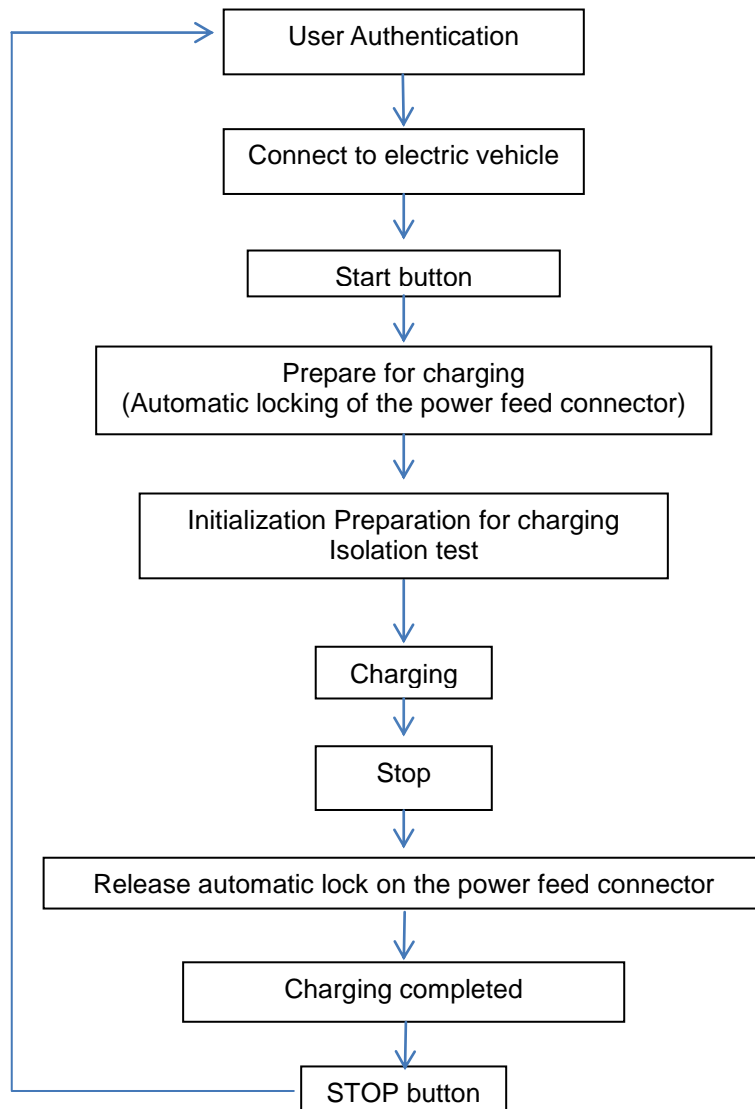 User Authentication
Connect to electric vehicle
Start button
Prepare for charging
(Automatic locking of the power feed connector)
Initialization Preparation for charging
Isolation test
Charging
Stop
Release automatic lock on the power feed connector
Charging completed
STOP button